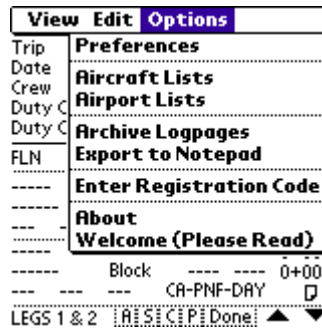 View Edit Options
Trip
Preferences
Date
Aircraft Lists
Crew
Airport Lists
Duty
Duty
Archive Logpages
FLN
Export to Notepad
-----
Enter Registration Code
About
Welcome (Please Read)
------ Block ---- ---- 0+00
--- --- --- CA-PNF-DAY
LEGS 1 & 2 A S C P Done